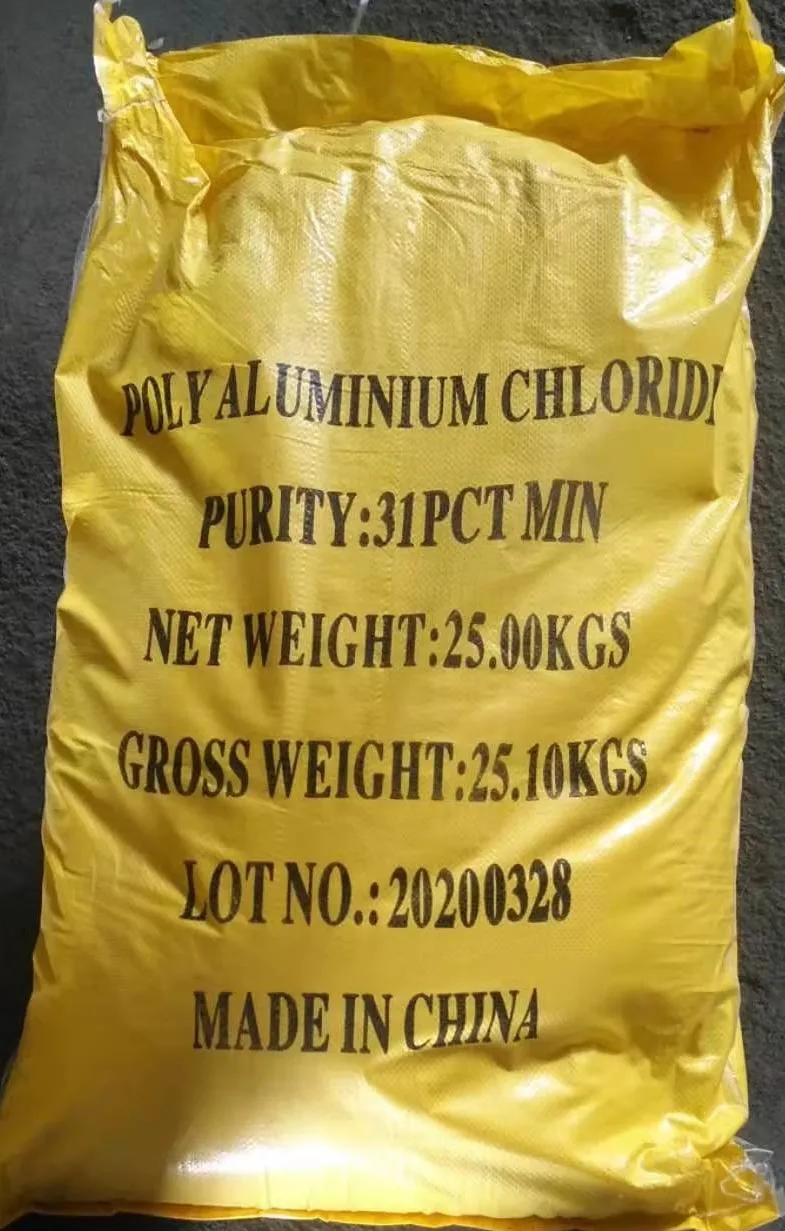 POLY ALUMINIUM CHLORIDE
PURITY:31PCT MIN
NET WEIGHT:25.00KGS
GROSS WEIGHT:25.10KGS
LOT NO.: 20200328
MADE IN CHINA